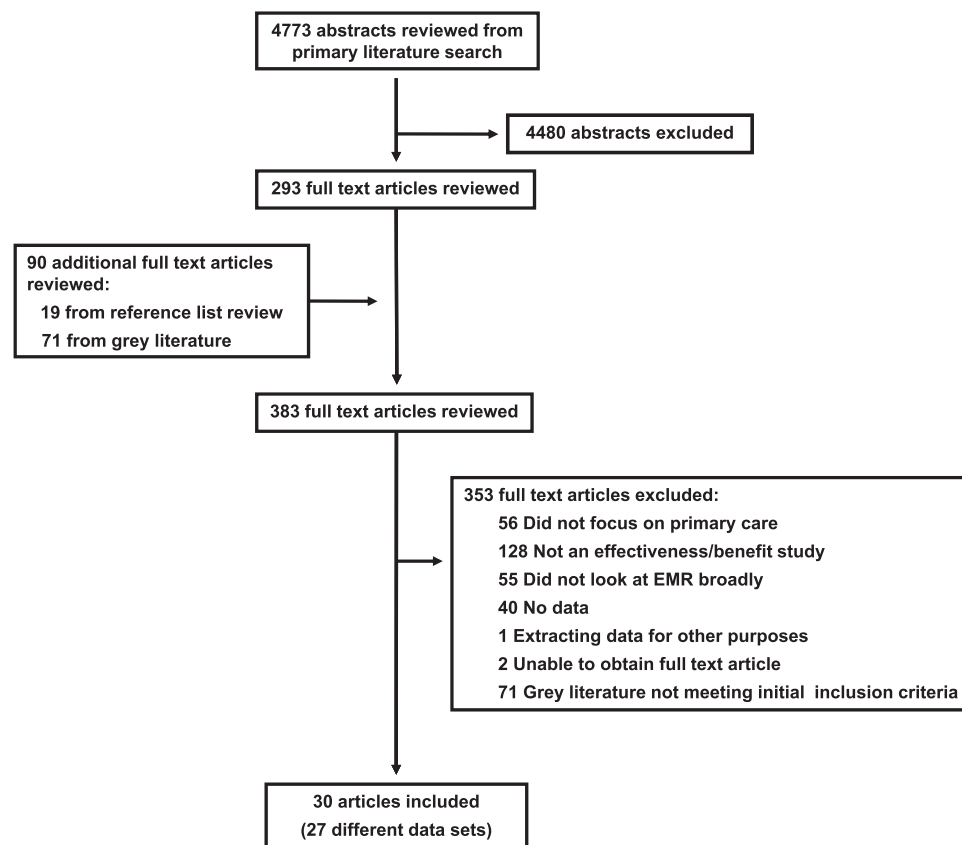 4773 abstracts reviewed from
primary literature search
4480 abstracts excluded
293 full text articles reviewed
90 additional full text articles
reviewed:
19 from reference list review
71 from grey literature
383 full text articles reviewed
353 full text articles excluded:
56 Did not focus on primary care
128 Not an effectiveness/benefit study
55 Did not look at EMR broadly
40 No data
1 Extracting data for other purposes
2 Unable to obtain full text article
71 Grey literature not meeting initial inclusion criteria
30 articles included
(27 different data sets)